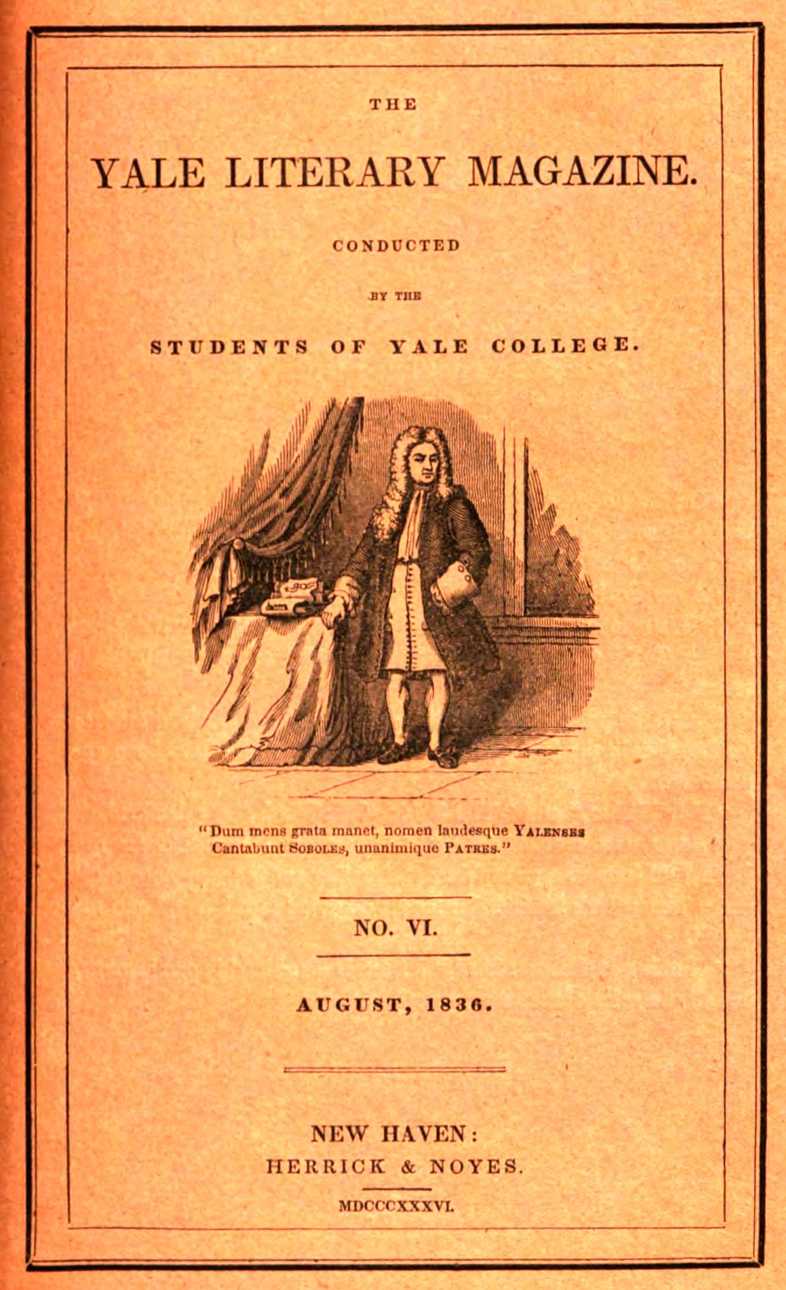 THE
YALE LITERARY MAGAZINE.
CONDUCTED
BY THE
STUDENTS OF YALE COLLEGE.
"Dum mens grata manet, nomen laudesque YALENSES
Cantabunt SOBOLES, unanimique PATRES."
NO. VI.
AUGUST, 1836.
NEW HAVEN:
HERRICK & NOYES.
MDCCCXXXVI.